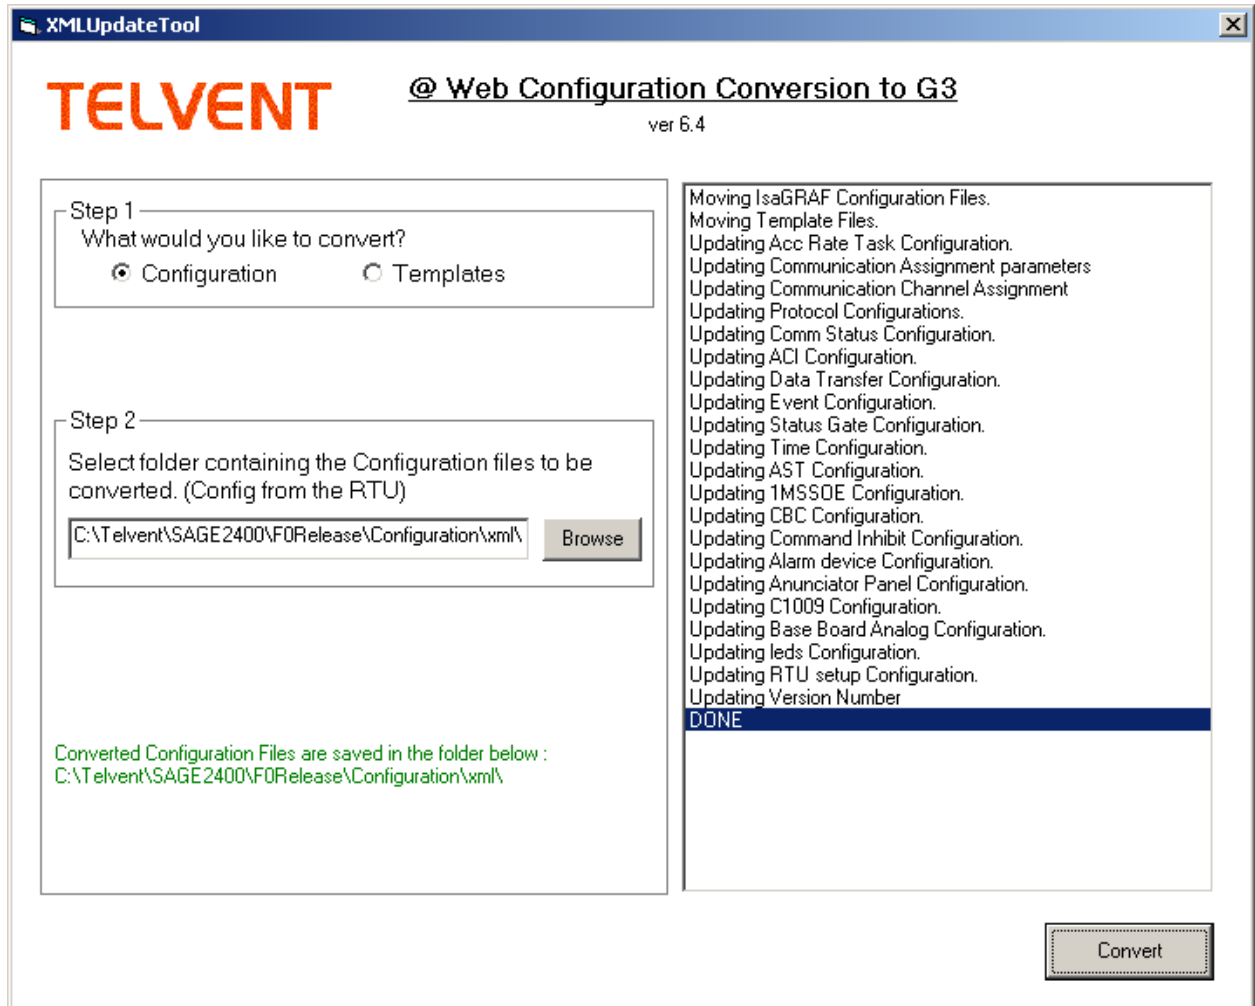 XMLUpdateTool
TELVENT
@ Web Configuration Conversion to G3
ver 6.4
Step 1
What would you like to convert?
Configuration
Templates
Step 2
Select folder containing the Configuration files to be
converted. (Config from the RTU)
C:\Telvent\SAGE2400\F0Release\Configuration\xml\
Browse
Converted Configuration Files are saved in the folder below :
C:\Telvent\SAGE2400\F0Release\Configuration\xml\
Moving IsaGRAF Configuration Files.
Moving Template Files.
Updating Acc Rate Task Configuration.
Updating Communication Assignment parameters
Updating Communication Channel Assignment
Updating Protocol Configurations.
Updating Comm Status Configuration.
Updating ACI Configuration.
Updating Data Transfer Configuration.
Updating Event Configuration.
Updating Status Gate Configuration.
Updating Time Configuration.
Updating AST Configuration.
Updating 1MSSOE Configuration.
Updating CBC Configuration.
Updating Command Inhibit Configuration.
Updating Alarm device Configuration.
Updating Anunciator Panel Configuration.
Updating C1009 Configuration.
Updating Base Board Analog Configuration.
Updating leds Configuration.
Updating RTU setup Configuration.
Updating Version Number
DONE
Convert